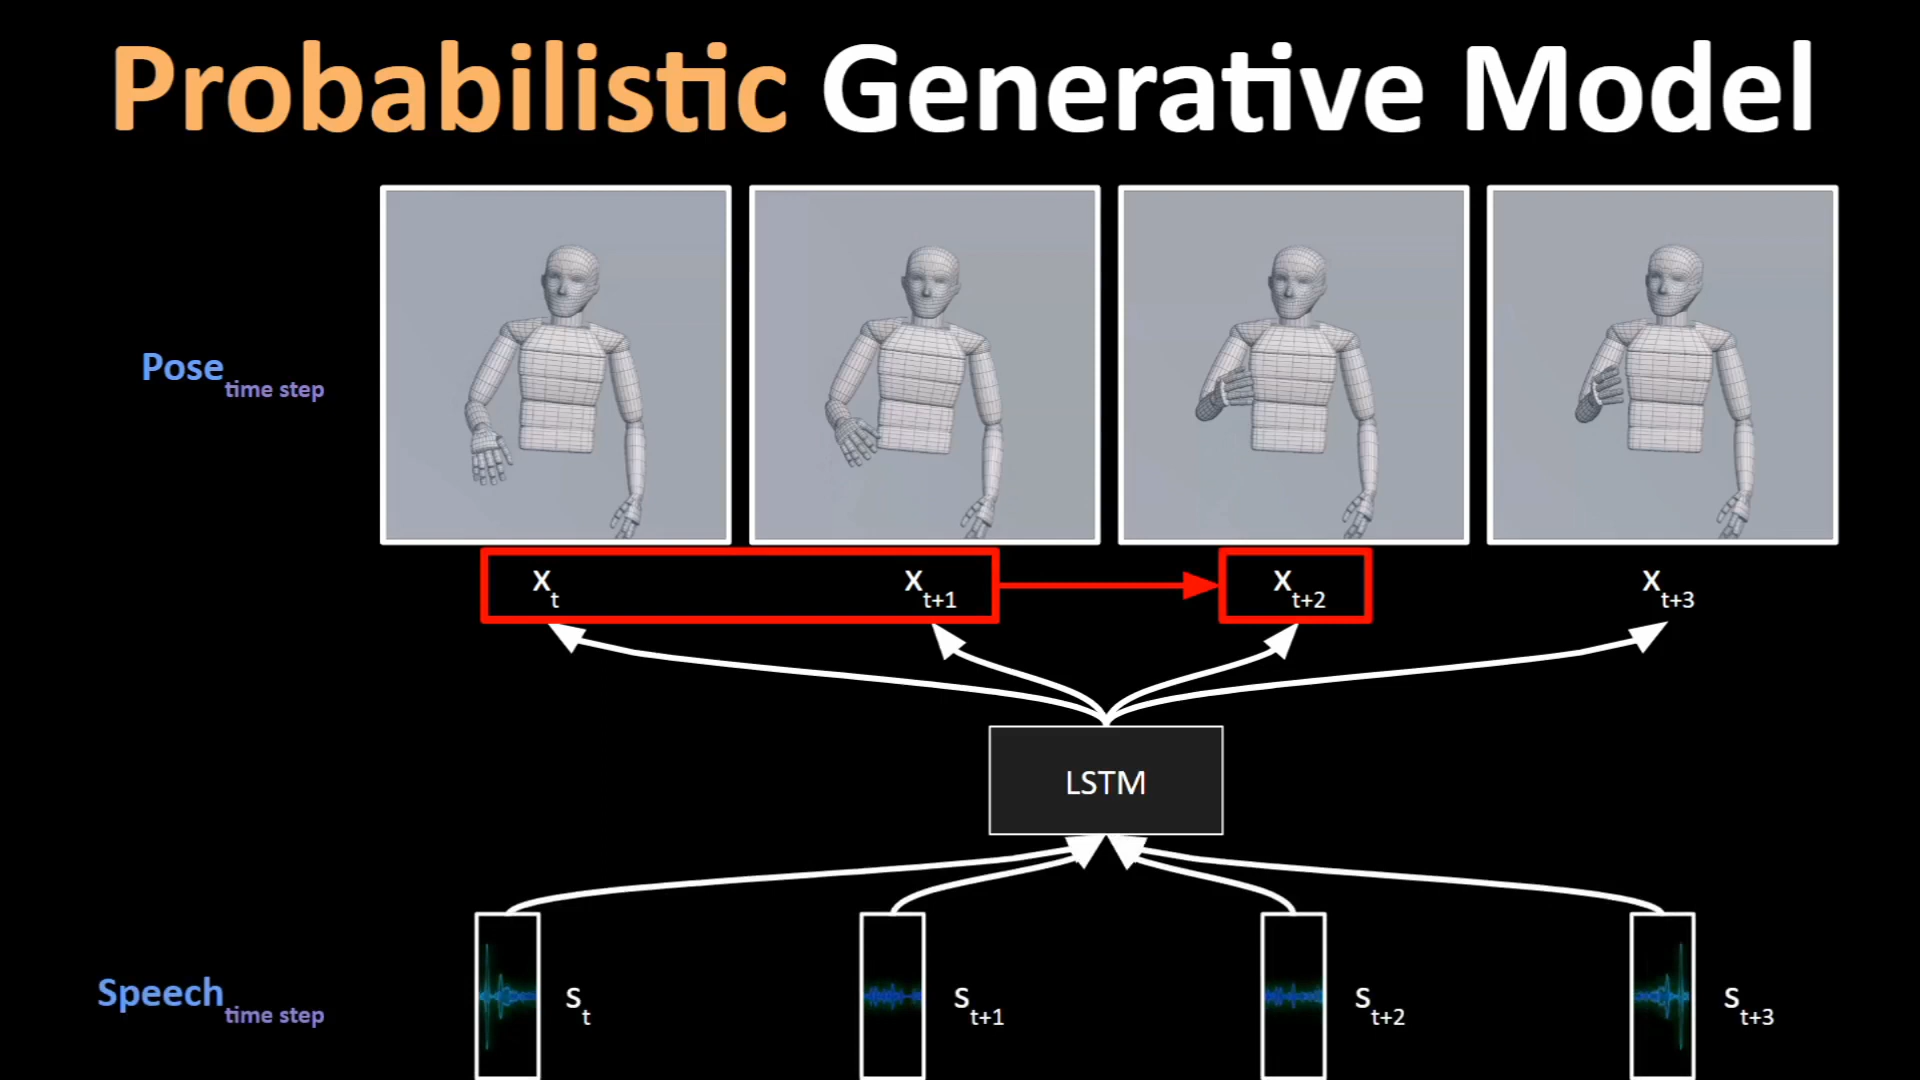 Probabilistic Generative Model
Pose time step
x t
x t+1
x t+2
x t+3
LSTM
Speech time step
s t
s t+1
s t+2
s t+3